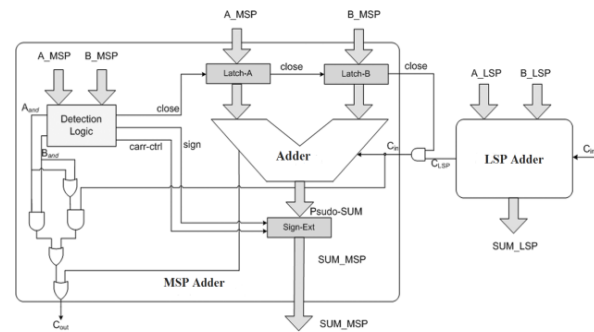 A_MSP
B_MSP
A_MSP
B_MSP
Latch-A
close
Latch-B
close
A_LSP
B_LSP
Aand
close
Detection
Logic
sign
Band
carr-ctrl
Adder
Cin
CLSP
LSP Adder
Cin
Psudo-SUM
Sign-Ext
SUM_LSP
SUM_MSP
MSP Adder
SUM_MSP
Cout